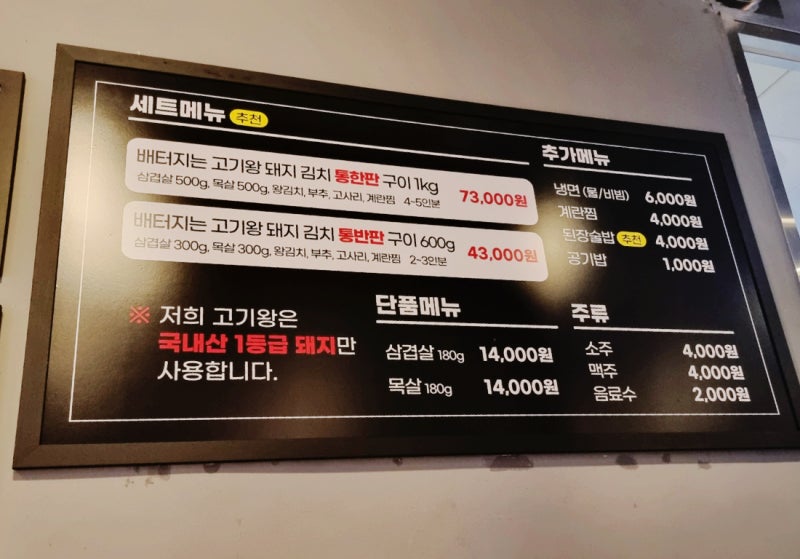 세트메뉴 추천
배터지는 고기왕 돼지 김치 통한판 구이 1kg 73,000원
삼겹살 500g, 목살 500g, 왕김치, 부추, 고사리, 계란찜 4~5인분
배터지는 고기왕 돼지 김치 통반판 구이 600g 43,000원
삼겹살 300g, 목살 300g, 왕김치, 부추, 고사리, 계란찜 2~3인분
추가메뉴
냉면 (물/비빔) 6,000원
계란찜 4,000원
된장술밥 추천 4,000원
공기밥 1,000원
※ 저희 고기왕은
국내산 1등급 돼지만
사용합니다.
단품메뉴
삼겹살 180g 14,000원
목살 180g 14,000원
주류
소주 4,000원
맥주 4,000원
음료수 2,000원